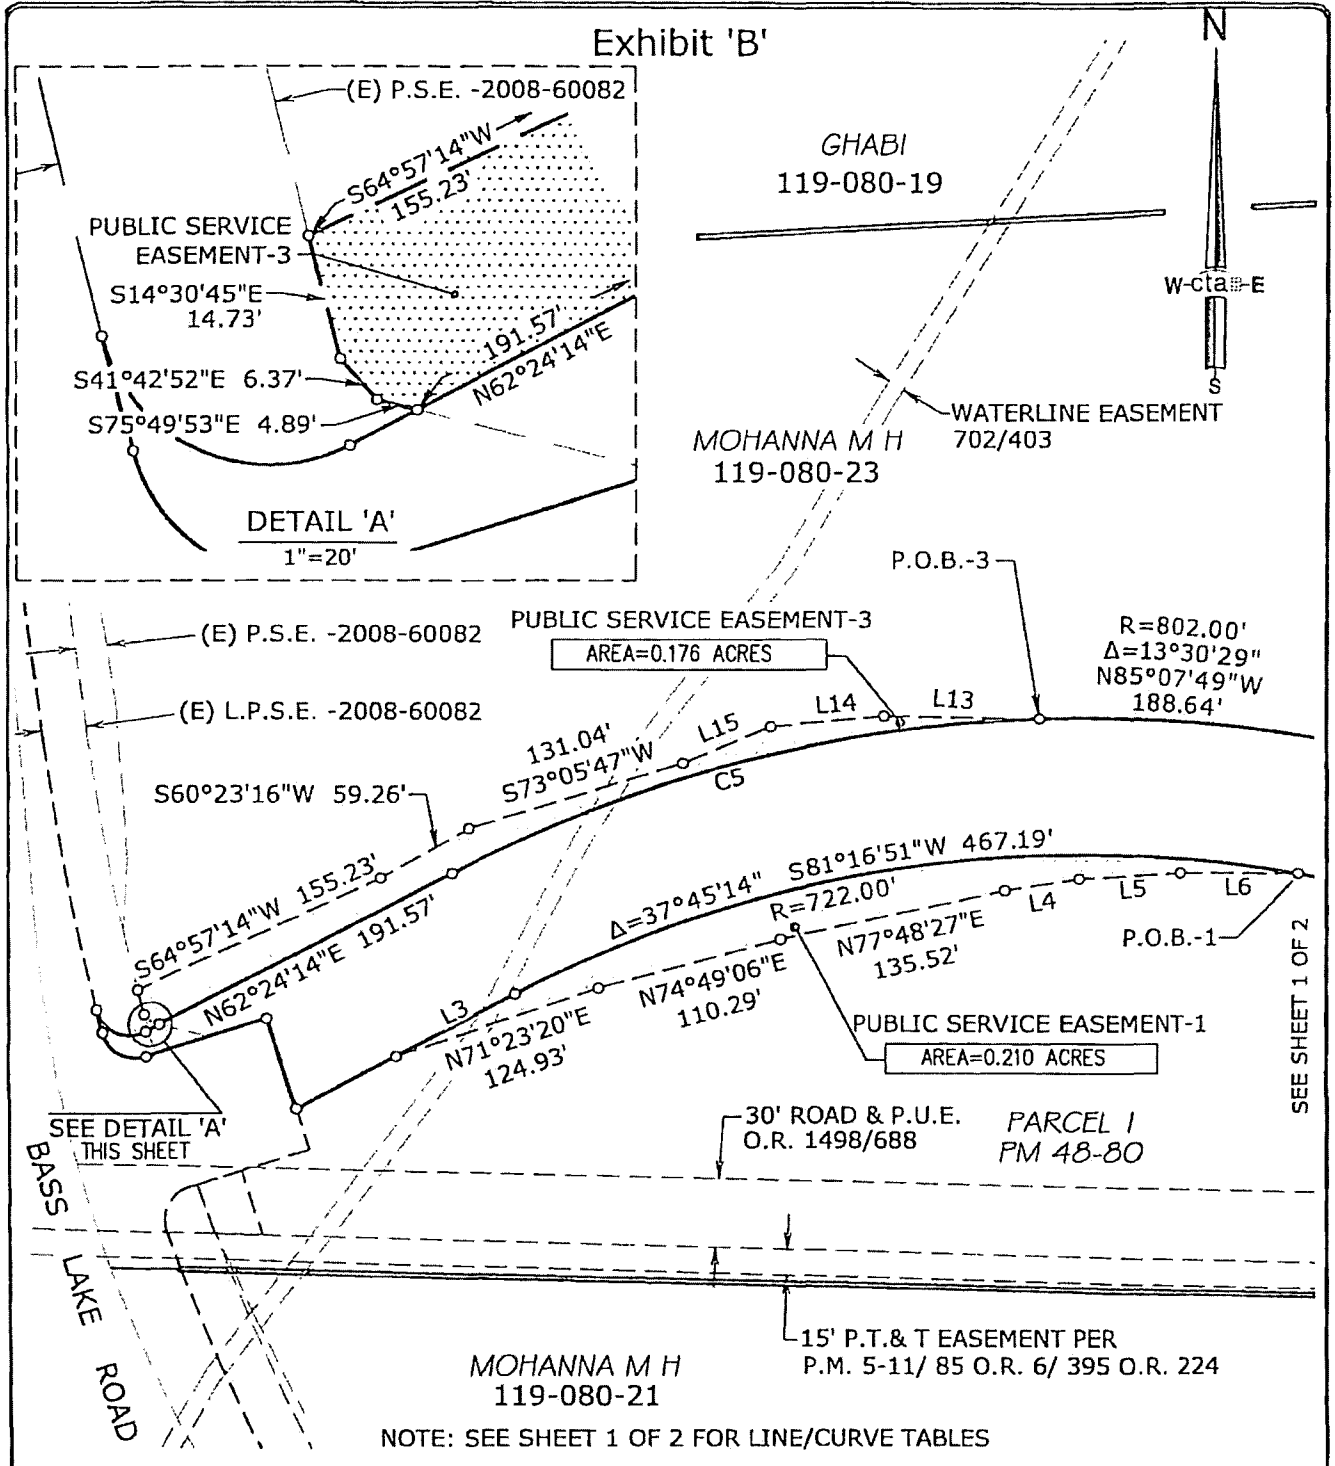 Exhibit 'B'
N
(E) P.S.E. -2008-60082
S64°57'14"W
155.23'
PUBLIC SERVICE
EASEMENT-3
S14°30'45"E
14.73'
S41°42'52"E 6.37'
S75°49'53"E 4.89'
191.57'
N62°24'14"E
DETAIL 'A'
1"=20'
GHABI
119-080-19
W-cta-E
S
WATERLINE EASEMENT
702/403
MOHANNA M H
119-080-23
P.O.B.-3
(E) P.S.E. -2008-60082
PUBLIC SERVICE EASEMENT-3
AREA=0.176 ACRES
R=802.00'
Δ=13°30'29"
N85°07'49"W
188.64'
(E) L.P.S.E. -2008-60082
L15
L14
L13
131.04'
S73°05'47"W
C5
S60°23'16"W 59.26'
S64°57'14"W 155.23'
N62°24'14"E 191.57'
Δ=37°45'14"
S81°16'51"W 467.19'
R=722.00'
L4
L5
L6
P.O.B.-1
L3
N71°23'20"E
124.93'
N74°49'06"E
110.29'
N77°48'27"E
135.52'
PUBLIC SERVICE EASEMENT-1
AREA=0.210 ACRES
SEE SHEET 1 OF 2
SEE DETAIL 'A'
THIS SHEET
30' ROAD & P.U.E.
O.R. 1498/688
PARCEL 1
PM 48-80
BASS LAKE ROAD
15' P.T.& T EASEMENT PER
P.M. 5-11/ 85 O.R. 6/ 395 O.R. 224
MOHANNA M H
119-080-21
NOTE: SEE SHEET 1 OF 2 FOR LINE/CURVE TABLES